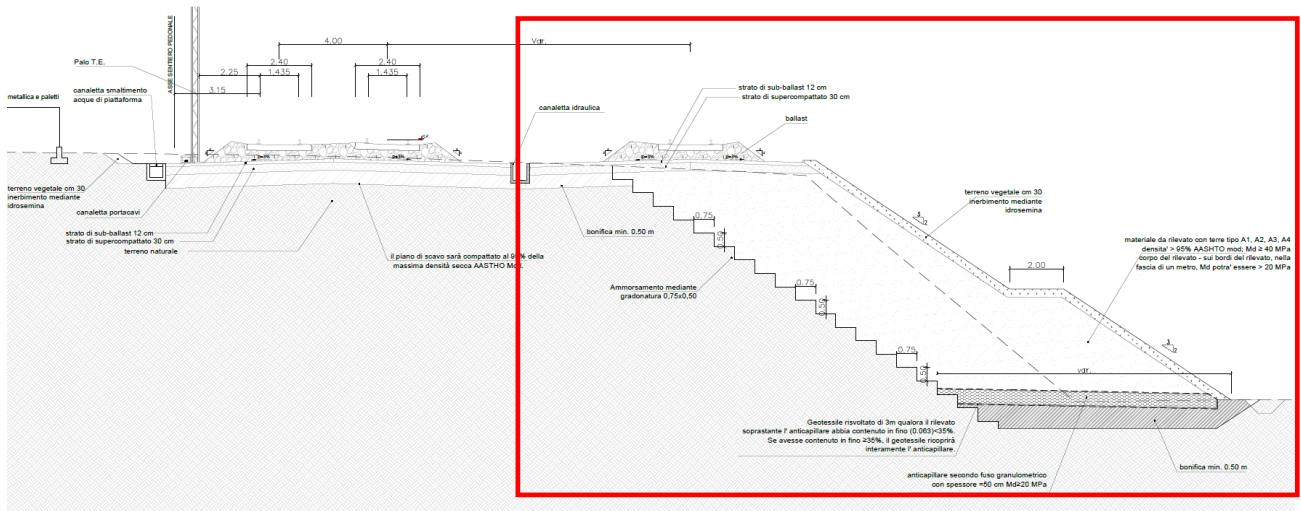 ASSE SENTIERO PEDONALE
4.00
Var.
Palo T.E.
2.40
2.40
2.25
1.435
1.435
3.15
metallica e paletti
canaletta smaltimento
acque di piattaforma
canaletta idraulica
strato di sub-ballast 12 cm
strato di supercompattato 30 cm
ballast
terreno vegetale cm 30
inerbimento mediante
idrosemina
canaletta portacavi
strato di sub-ballast 12 cm
strato di supercompattato 30 cm
terreno naturale
il piano di scavo sarà compattato al 95% della
massima densità secca AASTHO Mod.
bonifica min. 0.50 m
0.75
0.50
Ammorsamento mediante
gradonatura 0,75x0,50
0.75
0.50
0.75
0.50
terreno vegetale cm 30
inerbimento mediante
idrosemina
3
2
materiale da rilevato con terre tipo A1, A2, A3, A4
densita' > 95% AASHTO mod; Md ≥ 40 MPa
corpo del rilevato - sui bordi del rilevato, nella
fascia di un metro, Md potra' essere > 20 MPa
2.00
3
2
var.
Geotessile risvoltato di 3m qualora il rilevato
soprastante l' anticapillare abbia contenuto in fino (0.063)<35%.
Se avesse contenuto in fino ≥35%, il geotessile ricoprirà
interamente l' anticapillare.
bonifica min. 0.50 m
anticapillare secondo fuso granulometrico
con spessore =50 cm Md≥20 MPa